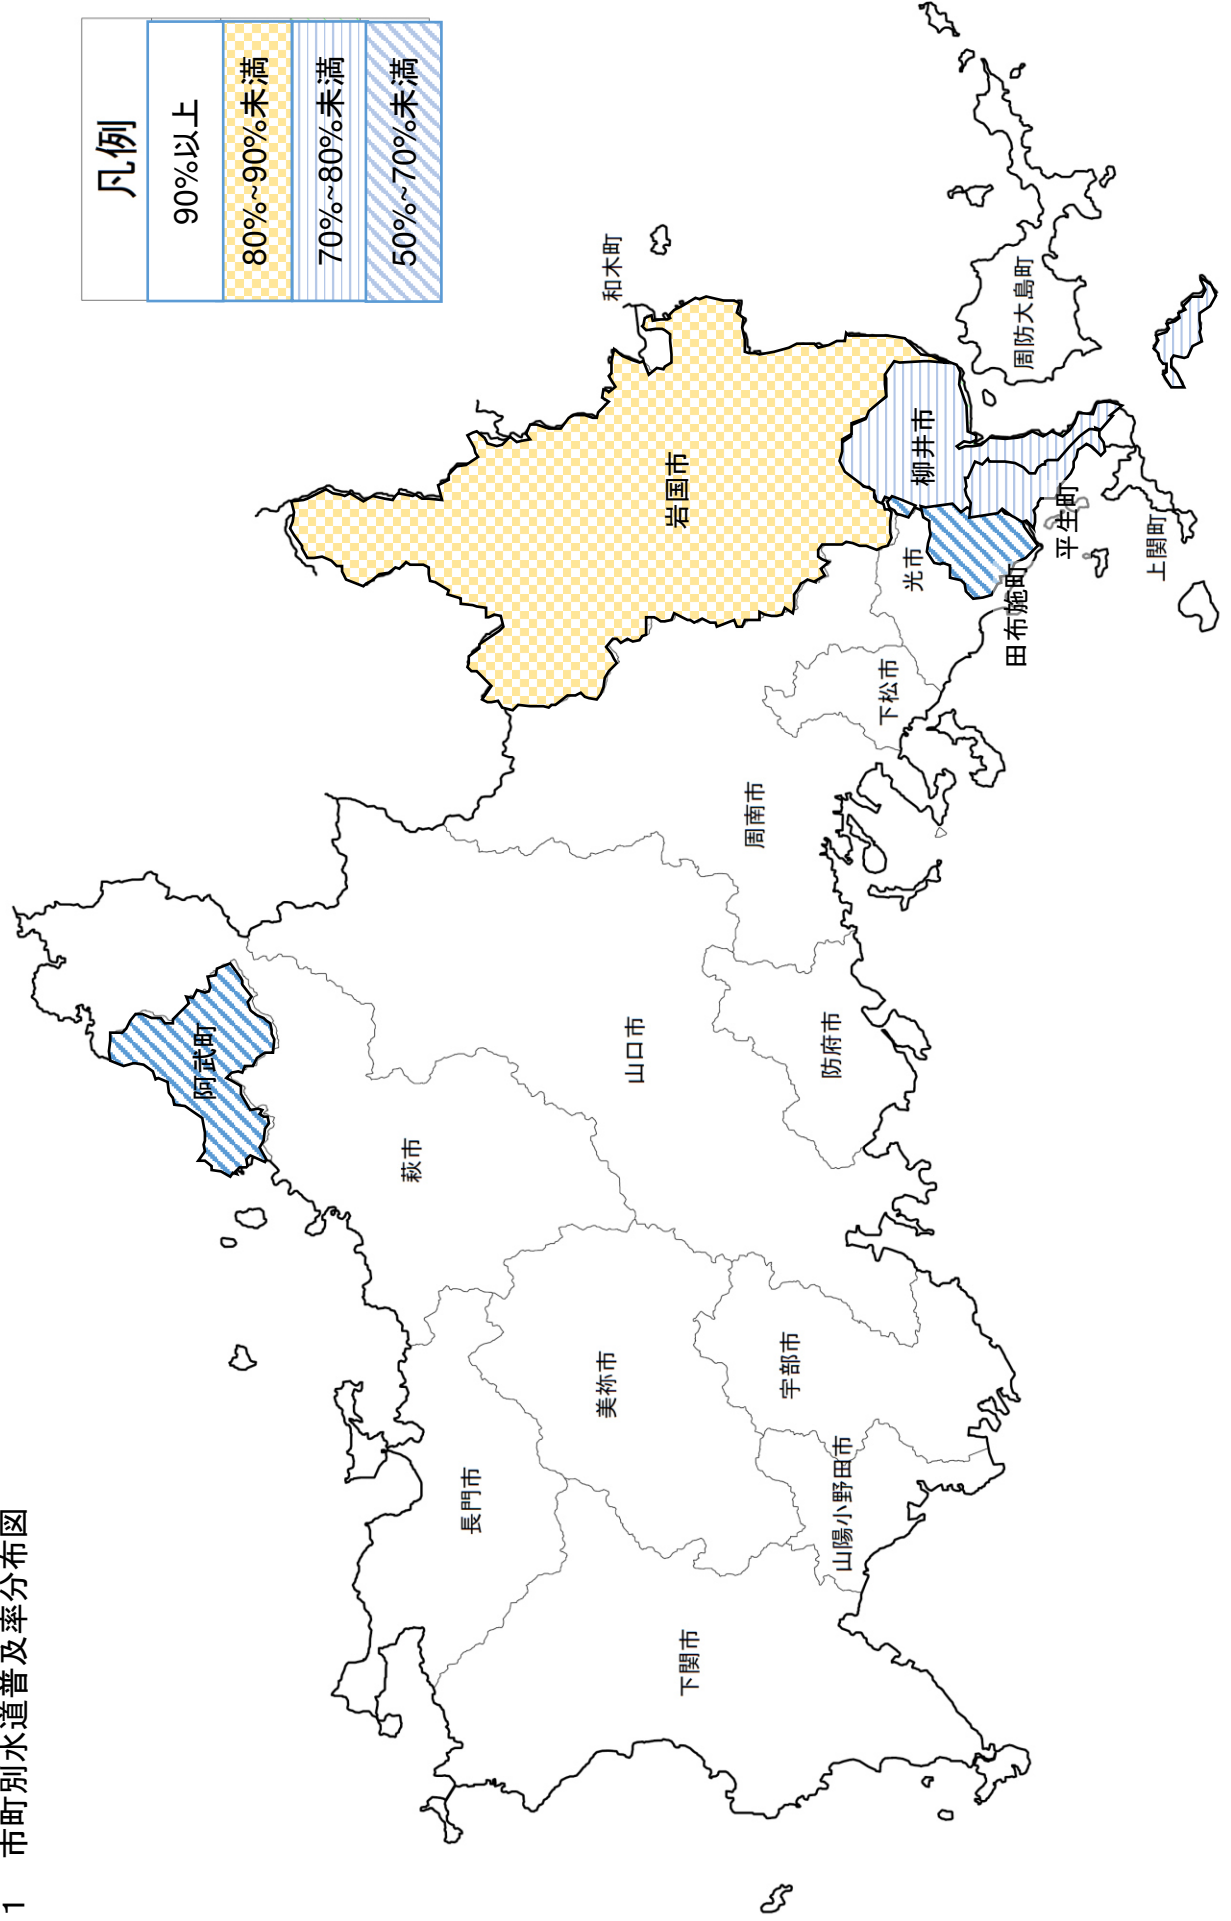 1 市町別水道普及率分布図
凡例
90%以上
80%~90%未満
70%~80%未満
50%~70%未満
阿武町
萩市
長門市
美祢市
山口市
下関市
宇部市
山陽小野田市
防府市
周南市
下松市
光市
岩国市
和木町
柳井市
周防大島町
田布施町
平生町
上関町